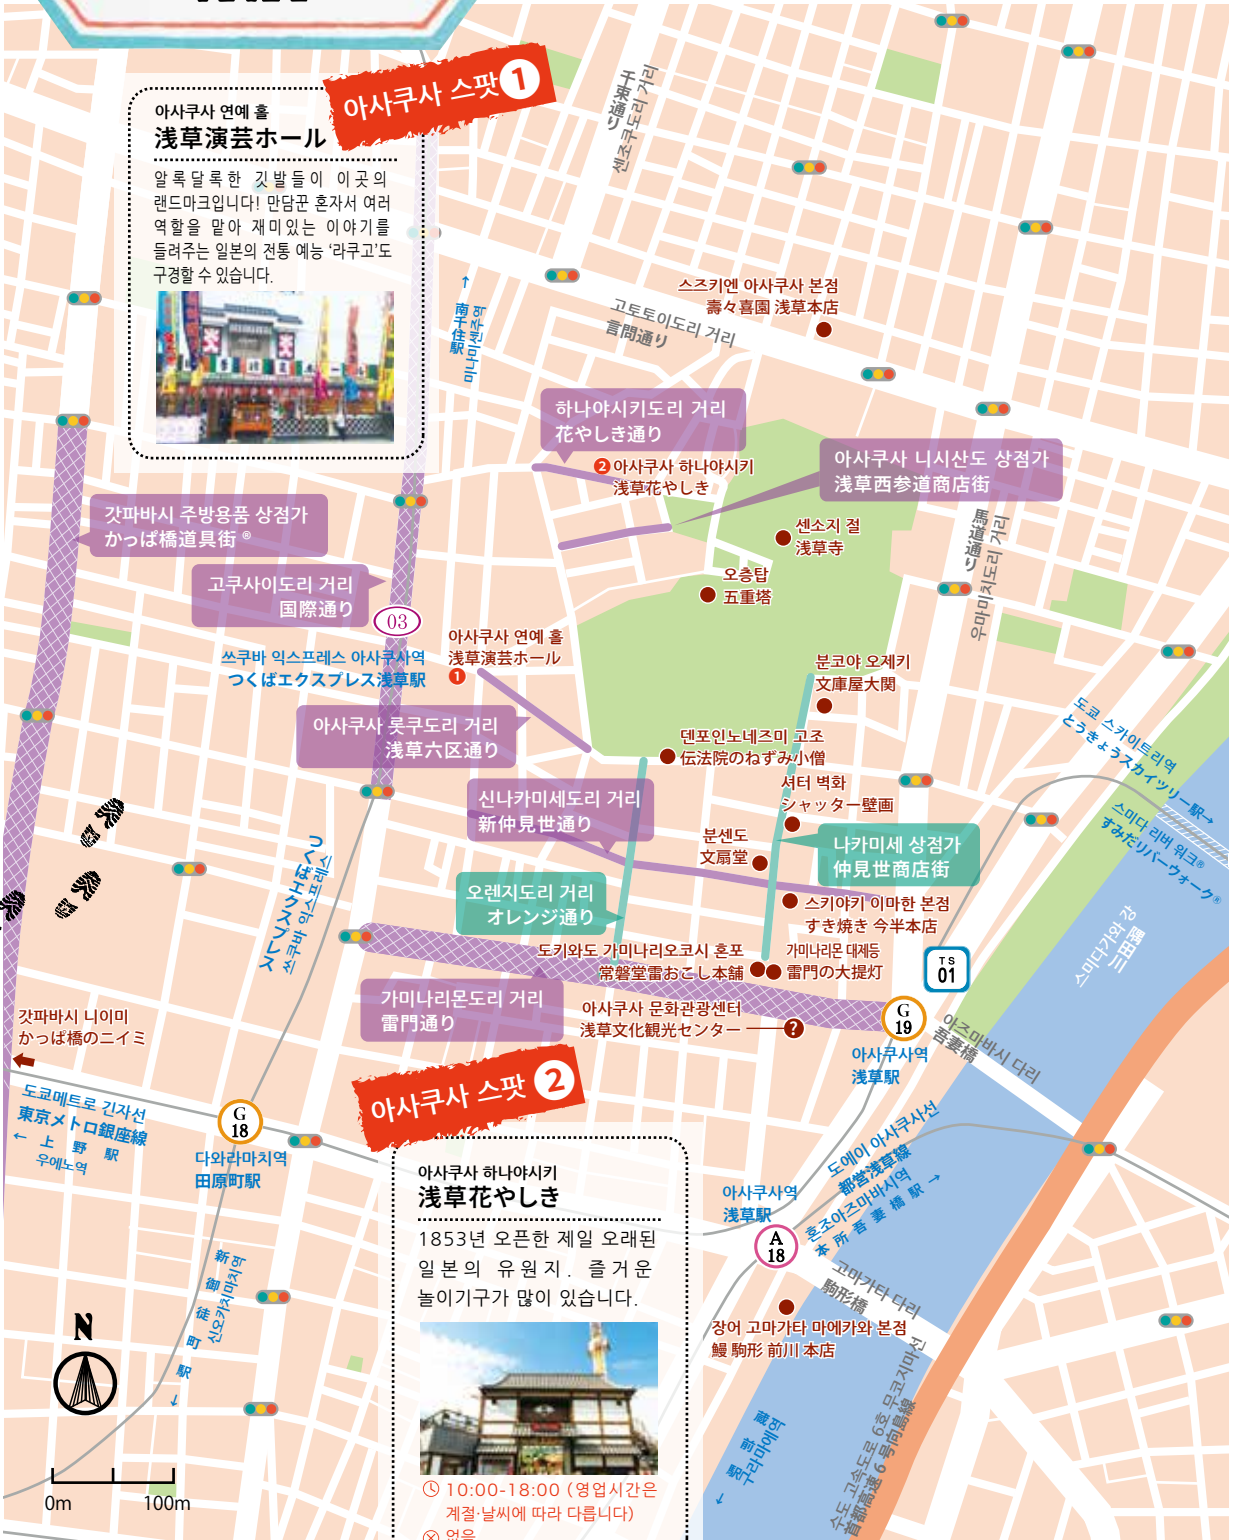 아사쿠사 스팟 1
아사쿠사 연예 홀
浅草演芸ホール
알록달록한 깃발들이 이곳의
랜드마크입니다! 만담꾼 혼자서 여러
역할을 맡아 재미있는 이야기를
들려주는 일본의 전통 예능 ‘라쿠고’도
구경할 수 있습니다.
千束通り
센조쿠도리 거리
스즈키엔 아사쿠사 본점
壽々喜園 浅草本店
고토토이도리 거리
言問通り
↑ 南千住駅
미나미센주역
하나야시키도리 거리
花やしき通り
2 아사쿠사 하나야시키
浅草花やしき
아사쿠사 니시산도 상점가
浅草西参道商店街
갓파바시 주방용품 상점가
かっぱ橋道具街 ®
센소지 절
浅草寺
馬道通り
우마미치도리 거리
고쿠사이도리 거리
国際通り
03
오층탑
五重塔
쓰쿠바 익스프레스 아사쿠사역
つくばエクスプレス浅草駅
아사쿠사 연예 홀
浅草演芸ホール
1
분코야 오제키
文庫屋大関
아사쿠사 롯쿠도리 거리
浅草六区通り
덴포인노네즈미 고조
伝法院のねずみ小僧
도쿄 스카이트리역
とうきょうスカイツリー駅→
신나카미세도리 거리
新仲見世通り
셔터 벽화
シャッター壁画
스미다 리버 워크®
すみだリバーウォーク®
분센도
文扇堂
나카미세 상점가
仲見世商店街
つくばエクスプレス
쓰쿠바 익스프레스
오렌지도리 거리
オレンジ通り
스키야키 이마한 본점
すき焼き 今半本店
스미다가와 강
隅田川
도키와도 가미나리오코시 혼포
常磐堂雷おこし本舗
가미나리몬 대제등
雷門の大提灯
TS
01
가미나리몬도리 거리
雷門通り
아사쿠사 문화관광센터
浅草文化観光センター
?
G
19
아사쿠사역
浅草駅
아즈마바시 다리
吾妻橋
갓파바시 니이미
かっぱ橋のニイミ
도쿄메트로 긴자선
東京メトロ銀座線
← 上野駅
우에노역
G
18
다와라마치역
田原町駅
아사쿠사 스팟 2
아사쿠사 하나야시키
浅草花やしき
1853년 오픈한 제일 오래된
일본의 유원지. 즐거운
놀이기구가 많이 있습니다.
10:00-18:00 (영업시간은
계절·날씨에 따라 다릅니다)
없음
도에이 아사쿠사선
都営浅草線
혼조아즈마바시역
本所吾妻橋駅 →
아사쿠사역
浅草駅
A
18
고마가타 다리
駒形橋
장어 고마가타 마에카와 본점
鰻 駒形 前川 本店
新御徒町駅 ↓
신오카치마치역
蔵前駅 ↓
구라마에역
수도 고속도로 6호 무코지마선
首都高速 6 号向島線
N
0m
100m